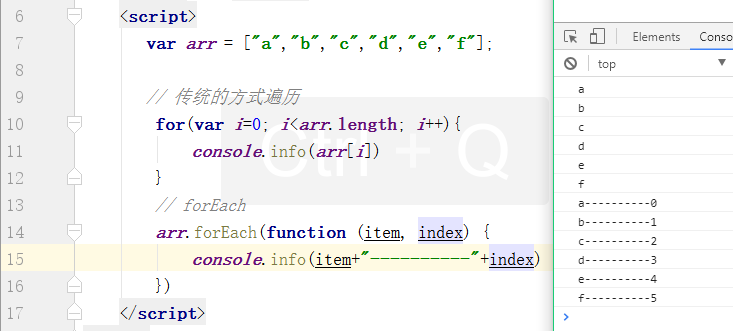 6 <script>
7 var arr = ["a","b","c","d","e","f"];
8
9 // 传统的方式遍历
10 for(var i=0; i<arr.length; i++){
11 console.info(arr[i])
12 }
13 // forEach
14 arr.forEach(function (item, index) {
15 console.info(item+"----------"+index)
16 })
17 </script>
Ctrl + Q
Elements Conso
top ▼
a
b
c
d
e
f
a----------0
b----------1
c----------2
d----------3
e----------4
f----------5
>